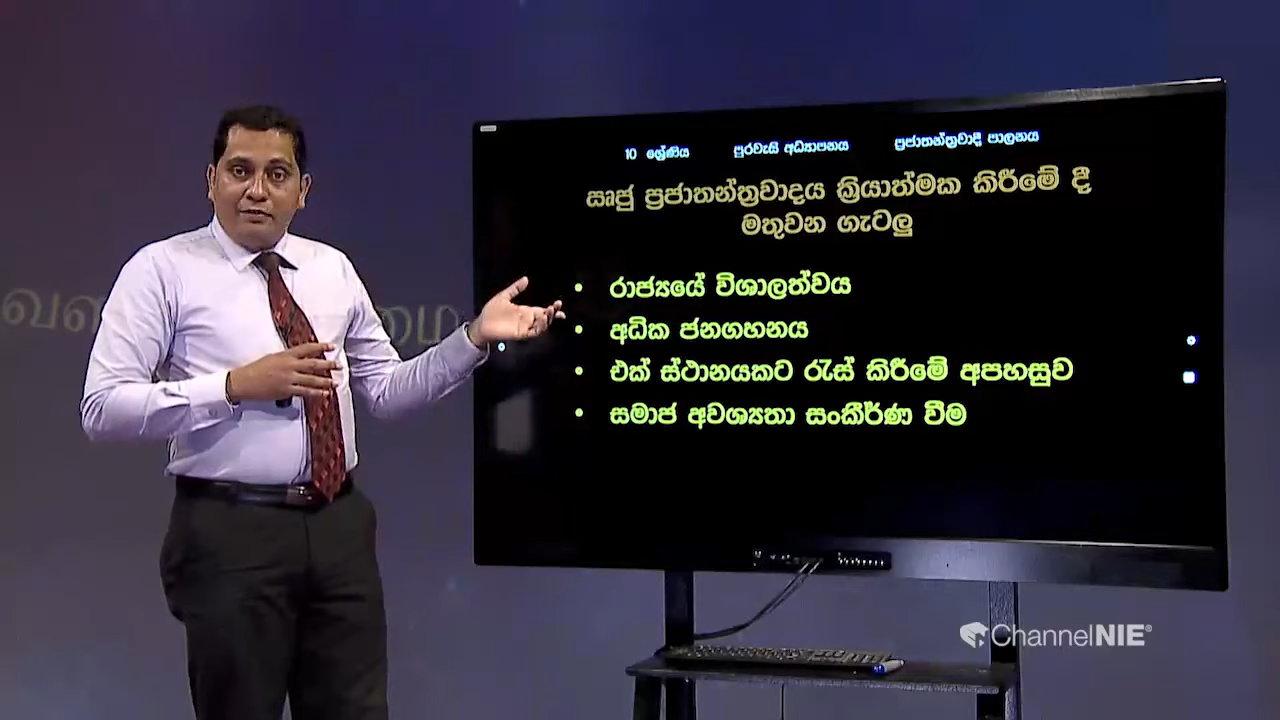 10 ශ්‍රේණිය පුරවැසි අධ්‍යාපනය ප්‍රජාතන්ත්‍රවාදී පාලනය
ඍජු ප්‍රජාතන්ත්‍රවාදය ක්‍රියාත්මක කිරීමේ දී
මතුවන ගැටලු
• රාජ්‍යයේ විශාලත්වය
• අධික ජනගහනය
• එක් ස්ථානයකට රැස් කිරීමේ අපහසුව
• සමාජ අවශ්‍යතා සංකීර්ණ වීම
ChannelNIE®